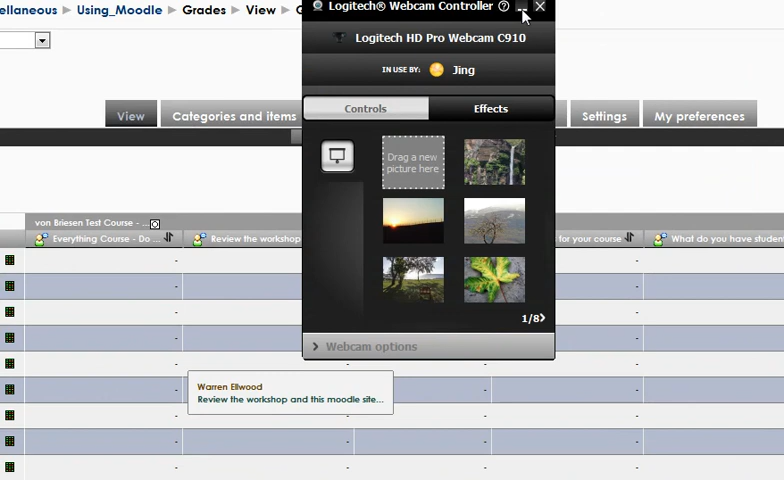 ellaneous ▶ Using_Moodle ▶ Grades ▶ View ▶ G
Logitech® Webcam Controller
Logitech HD Pro Webcam C910
IN USE BY: Jing
Controls Effects
View Categories and items Settings My preferences
Drag a new
picture here
1/8>
Webcam options
von Briesen Test Course - ...
Everything Course - Do ... Review the workshop for your course What do you have student
Warren Ellwood
Review the workshop and this moodle site...